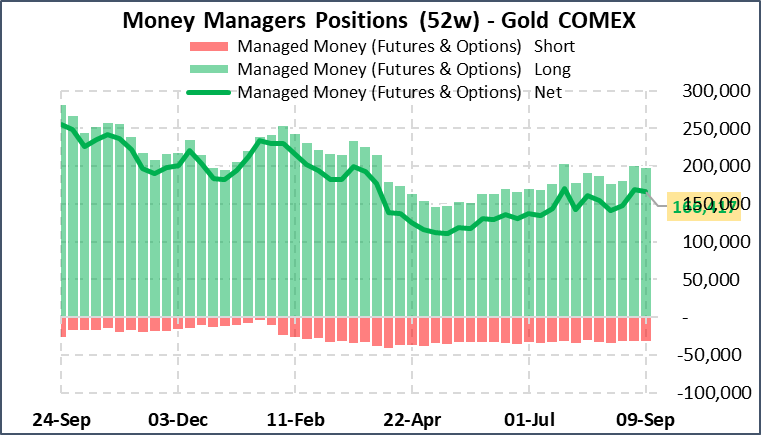 Money Managers Positions (52w) - Gold COMEX
Managed Money (Futures & Options) Short
Managed Money (Futures & Options) Long
Managed Money (Futures & Options) Net
300,000
250,000
200,000
150,000
100,000
50,000
-
-50,000
-100,000
24-Sep 03-Dec 11-Feb 22-Apr 01-Jul 09-Sep